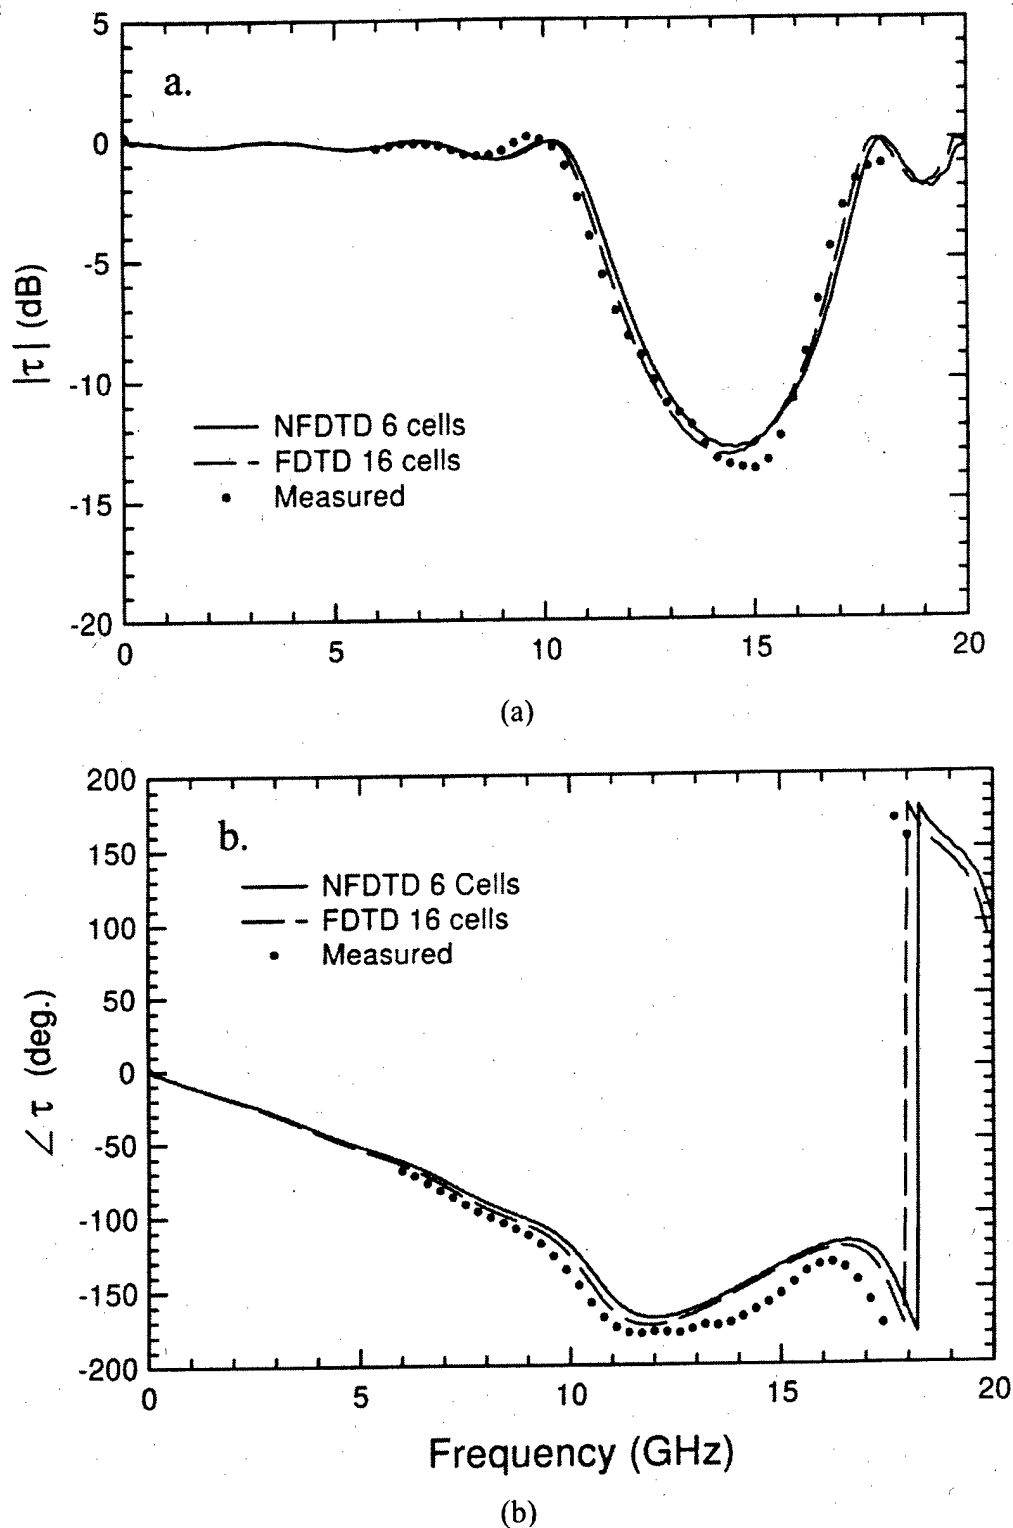 a.
5
0
-5
-10
-15
-20
|τ| (dB)
NFDTD 6 cells
FDTD 16 cells
Measured
0 5 10 15 20
(a)
b.
200
150
100
50
0
-50
-100
-150
-200
∠ τ (deg.)
NFDTD 6 Cells
FDTD 16 cells
Measured
0 5 10 15 20
Frequency (GHz)
(b)